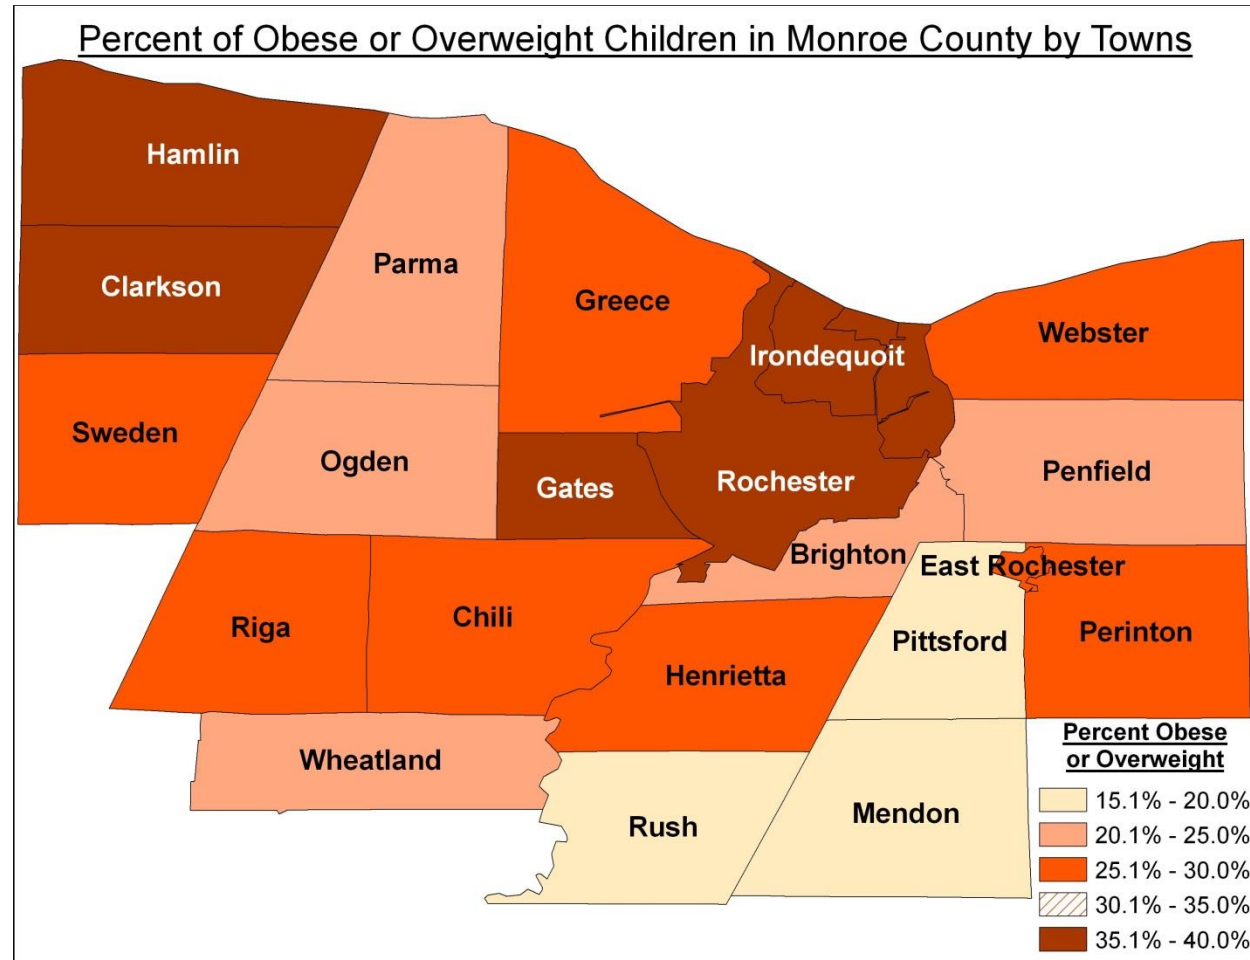 Percent of Obese or Overweight Children in Monroe County by Towns
Hamlin
Parma
Clarkson
Greece
Webster
Irondequoit
Sweden
Ogden
Penfield
Gates
Rochester
Brighton
East Rochester
Riga
Chili
Pittsford
Perinton
Henrietta
Wheatland
Rush
Mendon
Percent Obese
or Overweight
15.1% - 20.0%
20.1% - 25.0%
25.1% - 30.0%
30.1% - 35.0%
35.1% - 40.0%